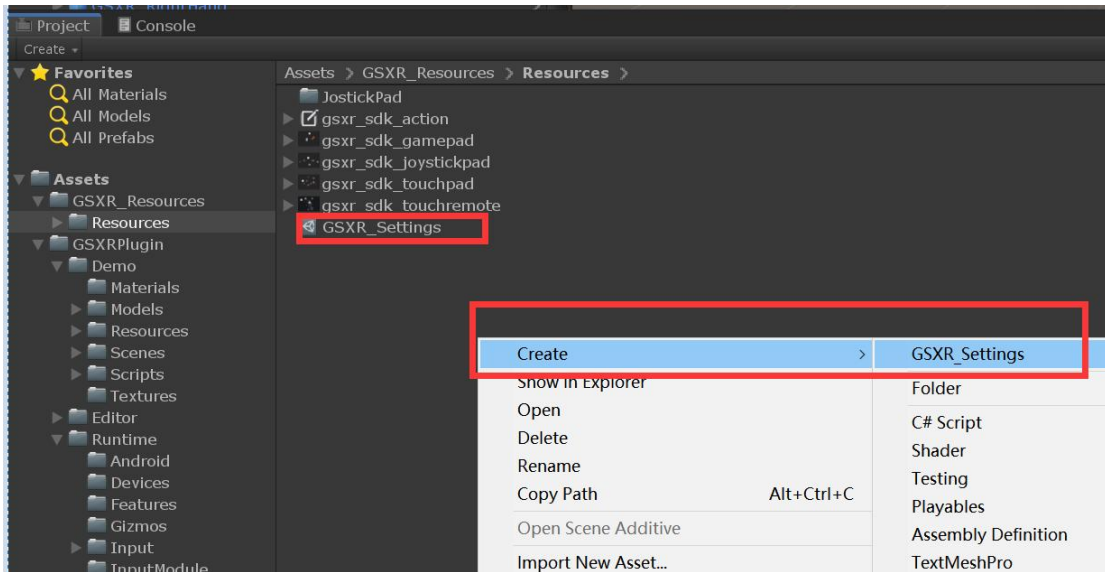 GSXR_RightHand
Project
Console
Create
Favorites
All Materials
All Models
All Prefabs
Assets
GSXR_Resources
Resources
GSXRPlugin
Demo
Materials
Models
Resources
Scenes
Scripts
Textures
Editor
Runtime
Android
Devices
Features
Gizmos
Input
InputModule
Assets > GSXR_Resources > Resources >
JostickPad
gsxr_sdk_action
gsxr_sdk_gamepad
gsxr_sdk_joystickpad
gsxr_sdk_touchpad
gsxr_sdk_touchremote
GSXR_Settings
Create >
Show in Explorer
Open
Delete
Rename
Copy Path Alt+Ctrl+C
Open Scene Additive
Import New Asset...
GSXR_Settings
Folder
C# Script
Shader
Testing
Playables
Assembly Definition
TextMeshPro